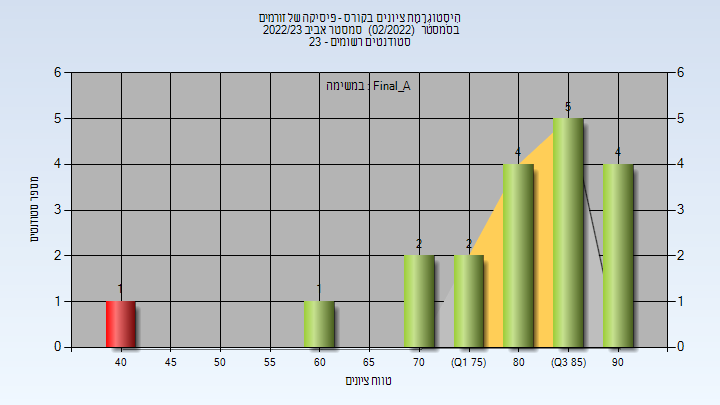 היסטוגרמת ציונים בקורס - פיסיקה של זורמים
בסמסטר (02/2022) סמסטר אביב 2022/23
סטודנטים רשומים - 23
במשימה : Final_A
6 6
5 5 5
4 4 4 4
3 3
2 2 2 2
1 1 1 1
0 0
40 45 50 55 60 65 70 (Q1 75) 80 (Q3 85) 90
מספר סטודנטים
טווח ציונים